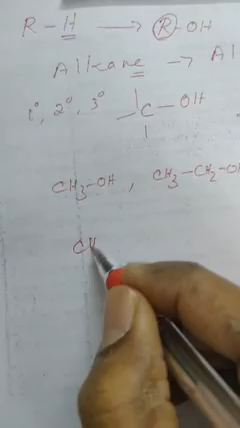 R - H → R - OH
Alkane → Al
1°, 2°, 3° - C - OH
CH3-OH, CH3-CH2-OH
CH